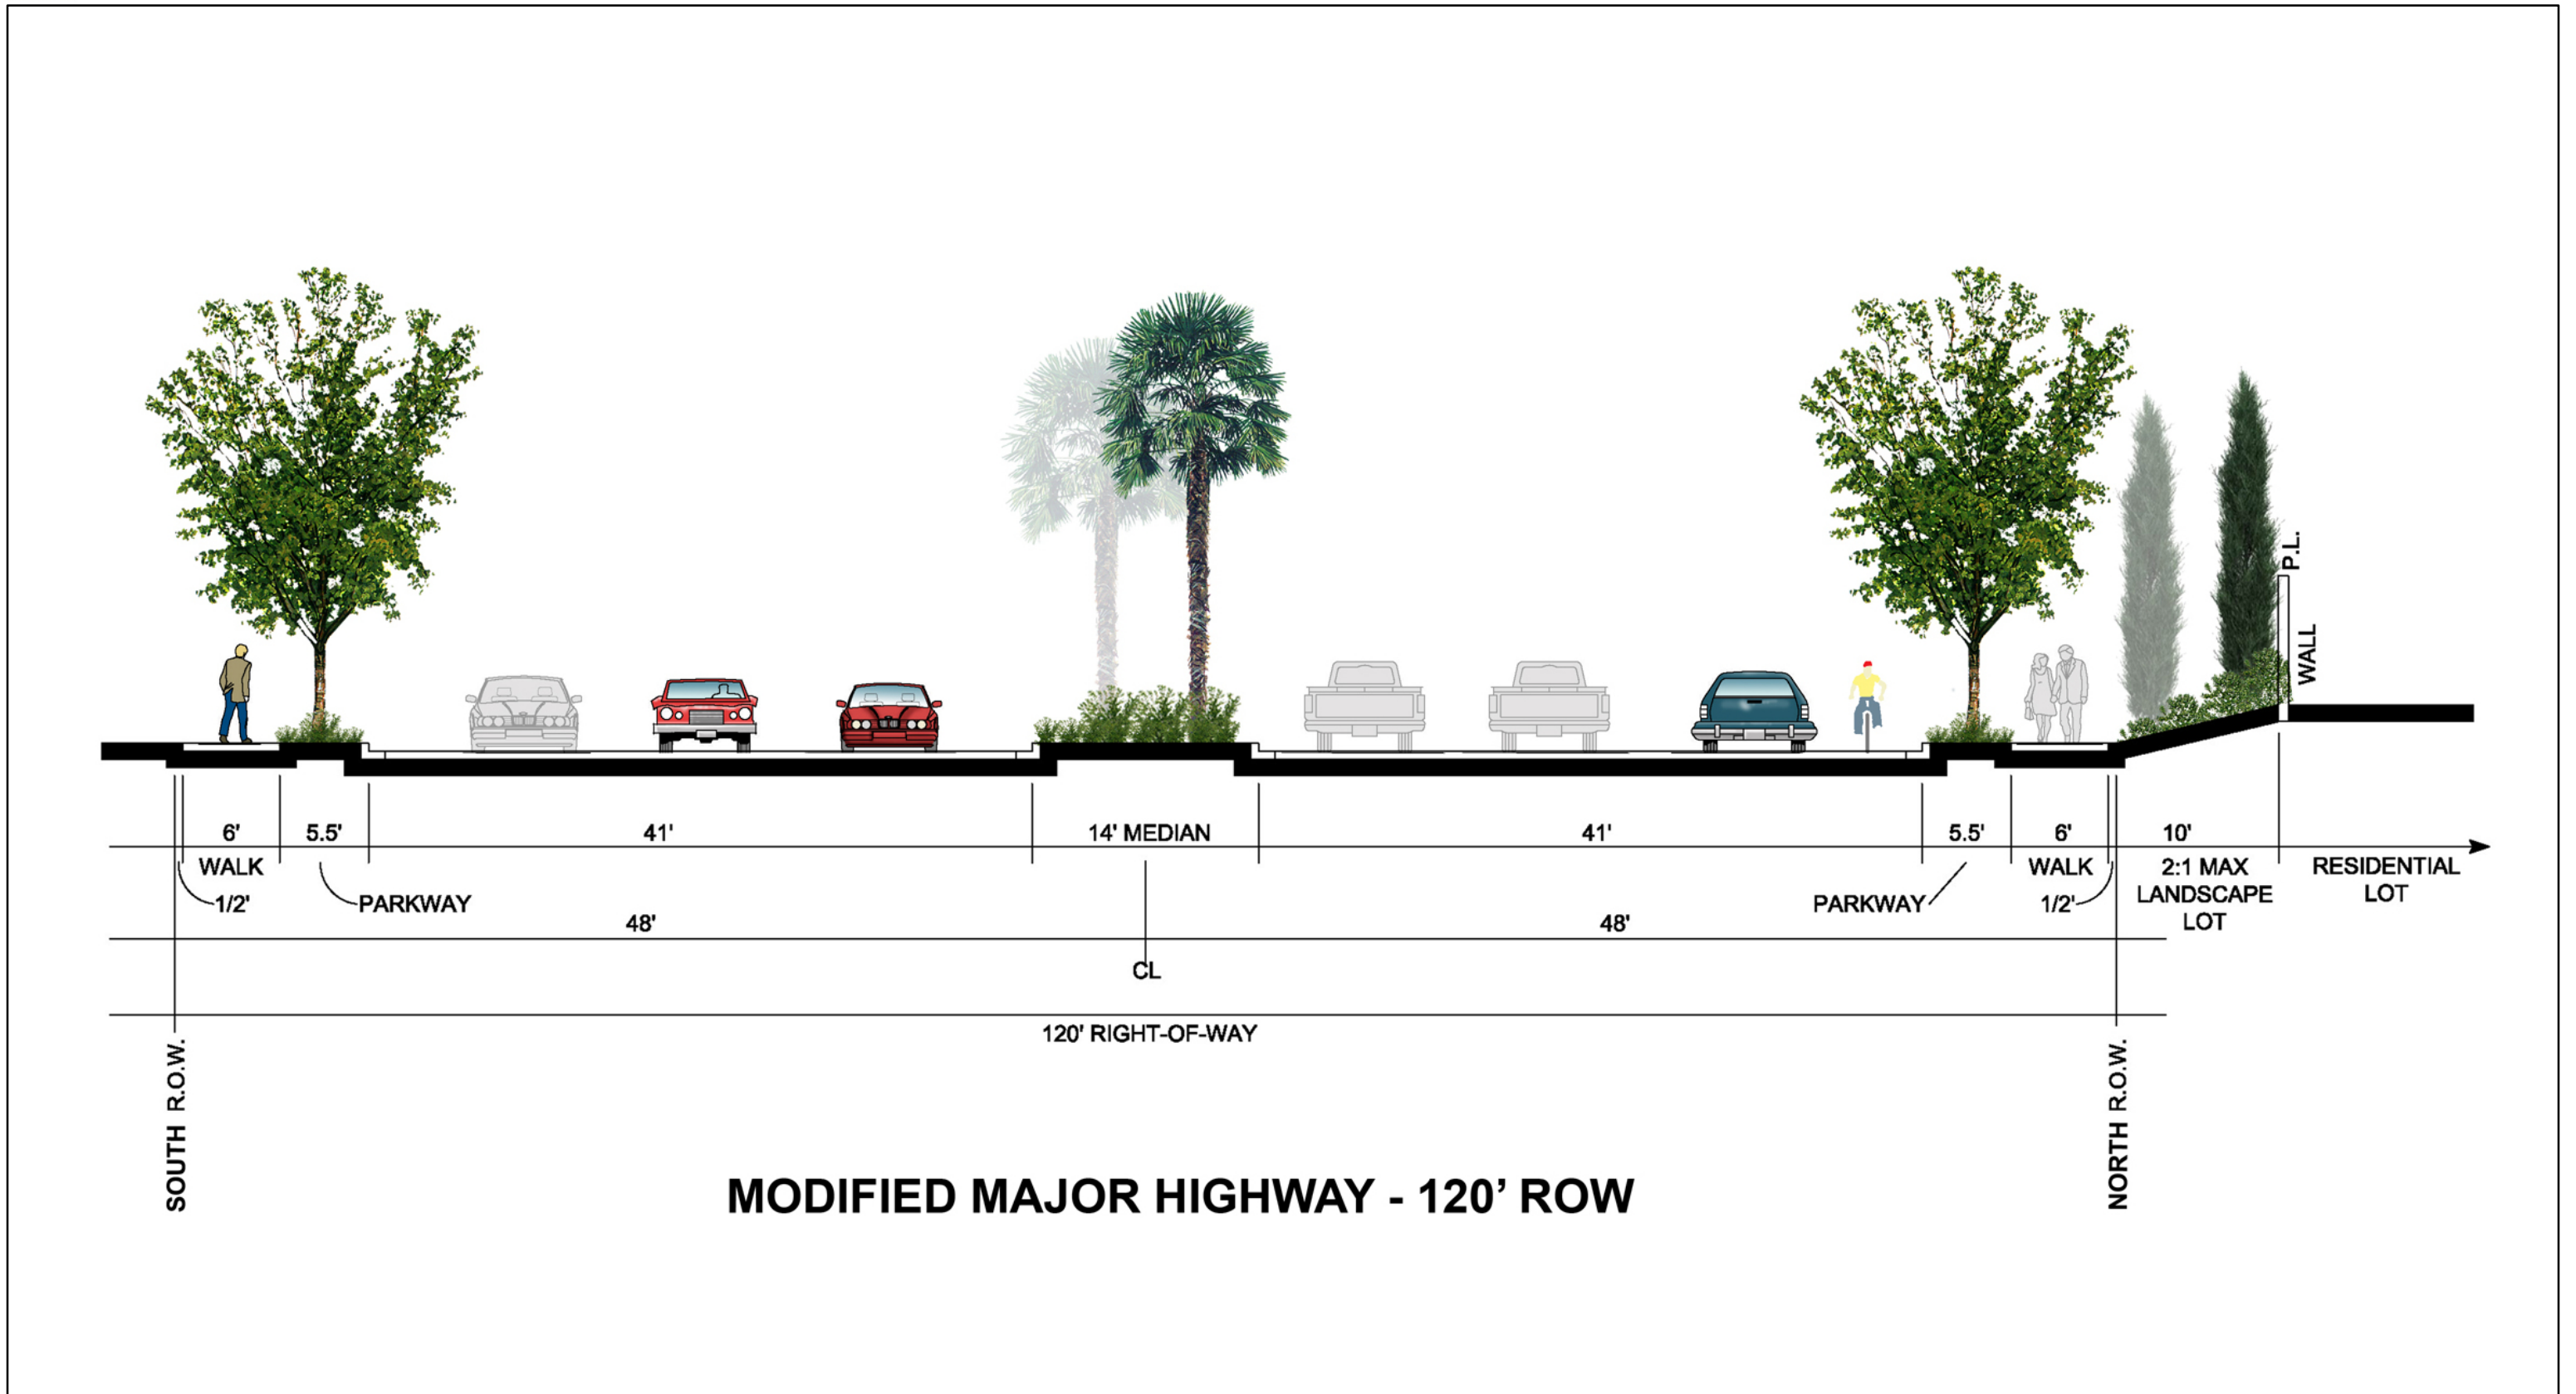 P.L.
WALL
6'
5.5'
41'
14' MEDIAN
41'
5.5'
6'
10'
WALK
WALK
2:1 MAX
LANDSCAPE
LOT
RESIDENTIAL
LOT
1/2'
PARKWAY
PARKWAY
1/2'
48'
48'
CL
120' RIGHT-OF-WAY
SOUTH R.O.W.
NORTH R.O.W.
MODIFIED MAJOR HIGHWAY - 120’ ROW